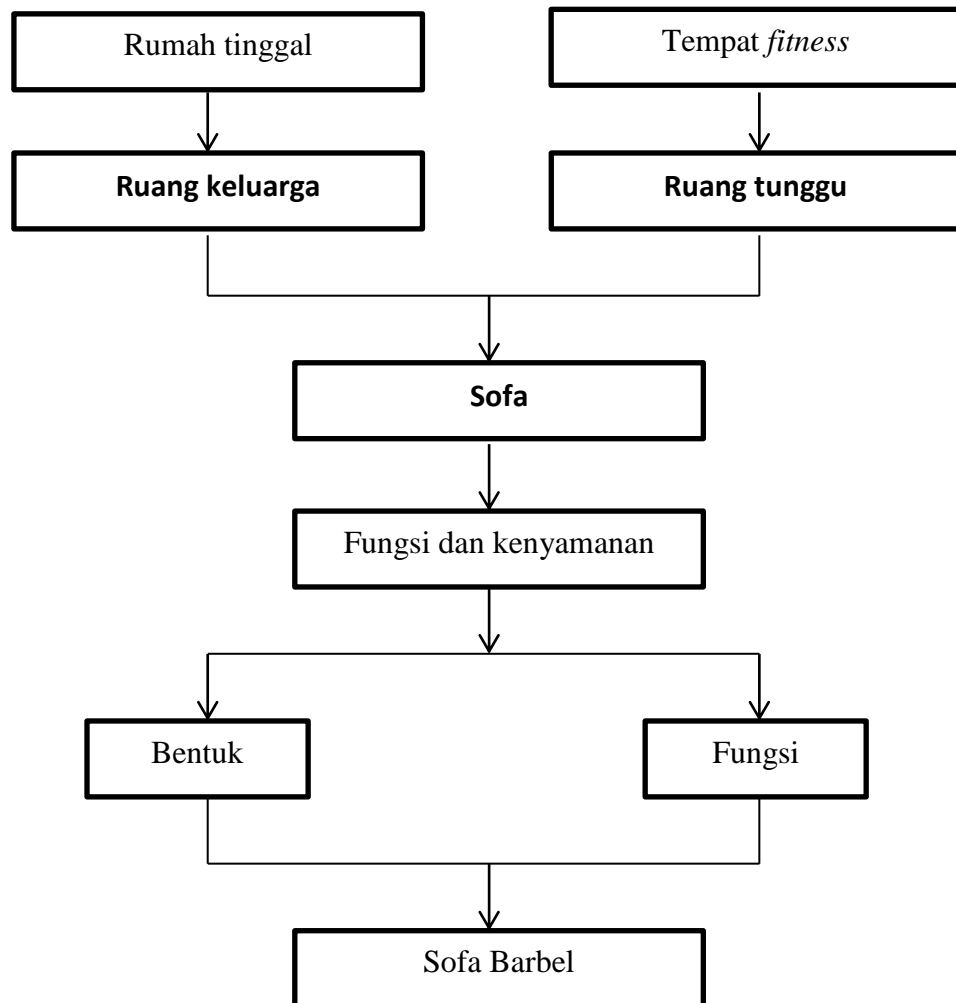 Rumah tinggal
Tempat fitness
Ruang keluarga
Ruang tunggu
Sofa
Fungsi dan kenyamanan
Bentuk
Fungsi
Sofa Barbel